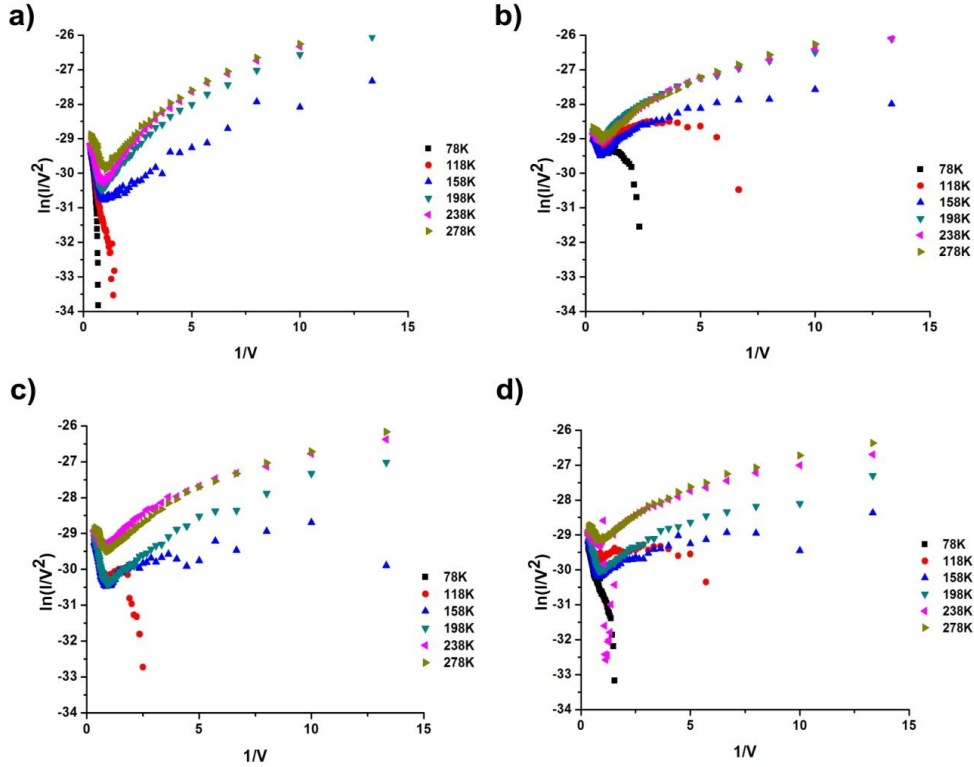 a)
-26
-27
-28
-29
-30
-31
-32
-33
-34
ln(I/V²)
0
5
10
15
1/V
78K
118K
158K
198K
238K
278K
b)
-26
-27
-28
-29
-30
-31
-32
-33
-34
ln(I/V²)
0
5
10
15
1/V
78K
118K
158K
198K
238K
278K
c)
-26
-27
-28
-29
-30
-31
-32
-33
-34
ln(I/V²)
0
5
10
15
1/V
78K
118K
158K
198K
238K
278K
d)
-26
-27
-28
-29
-30
-31
-32
-33
-34
ln(I/V²)
0
5
10
15
1/V
78K
118K
158K
198K
238K
278K